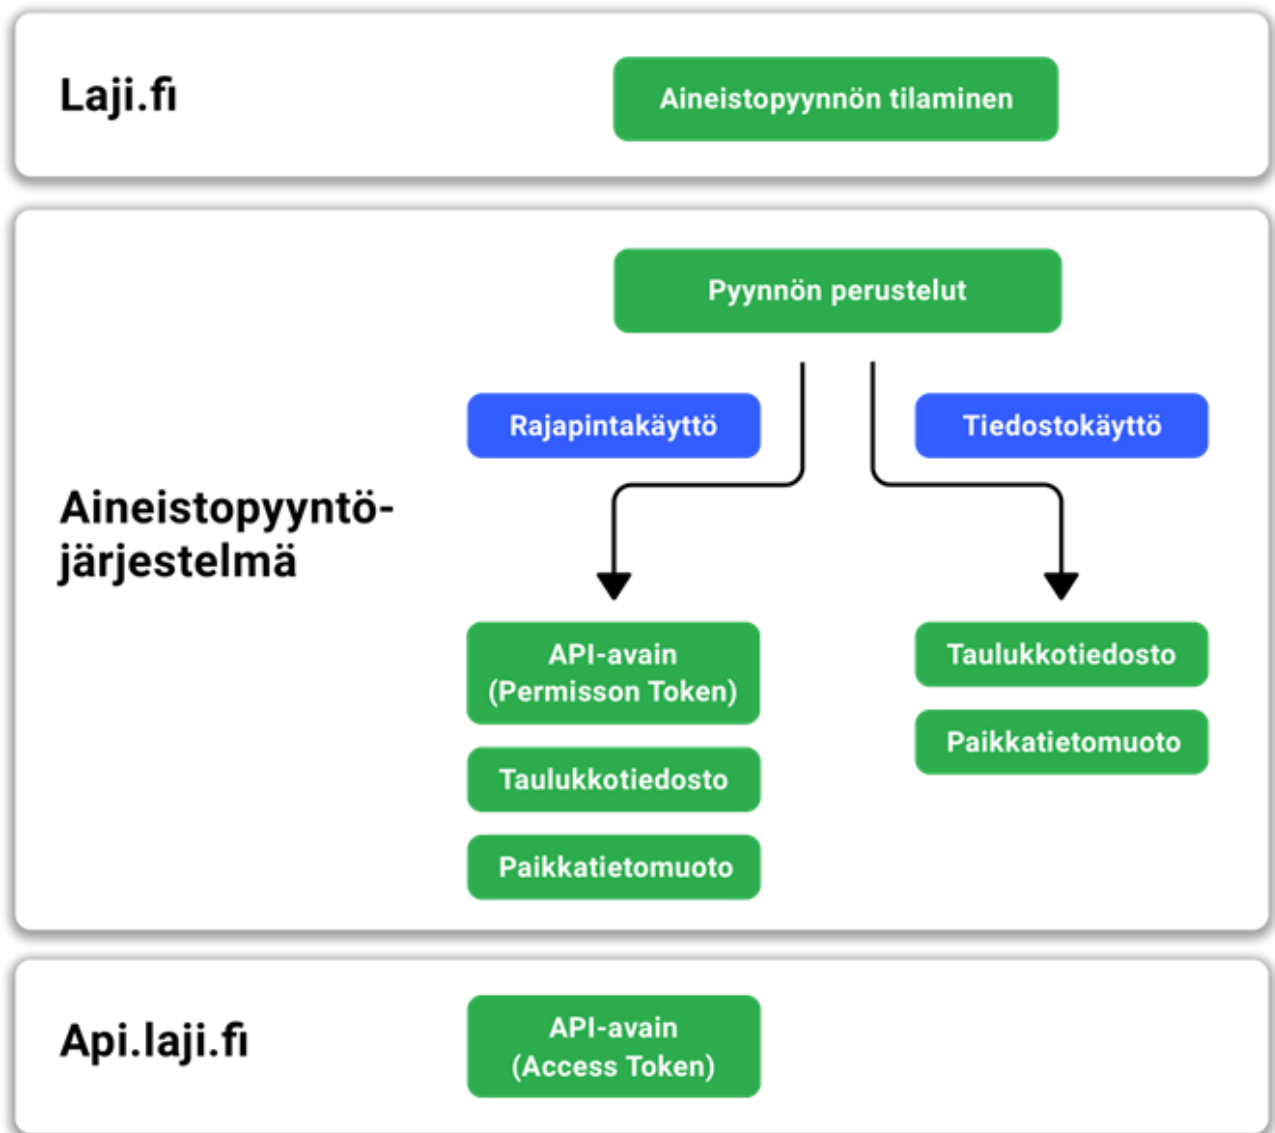 Laji.fi
Aineistopyynnön tilaminen
Pyynnön perustelut
Rajapintakäyttö
Tiedostokäyttö
Aineistopyyntö-
järjestelmä
API-avain
(Permisson Token)
Taulukkotiedosto
Paikkatietomuoto
Taulukkotiedosto
Paikkatietomuoto
Api.laji.fi
API-avain
(Access Token)